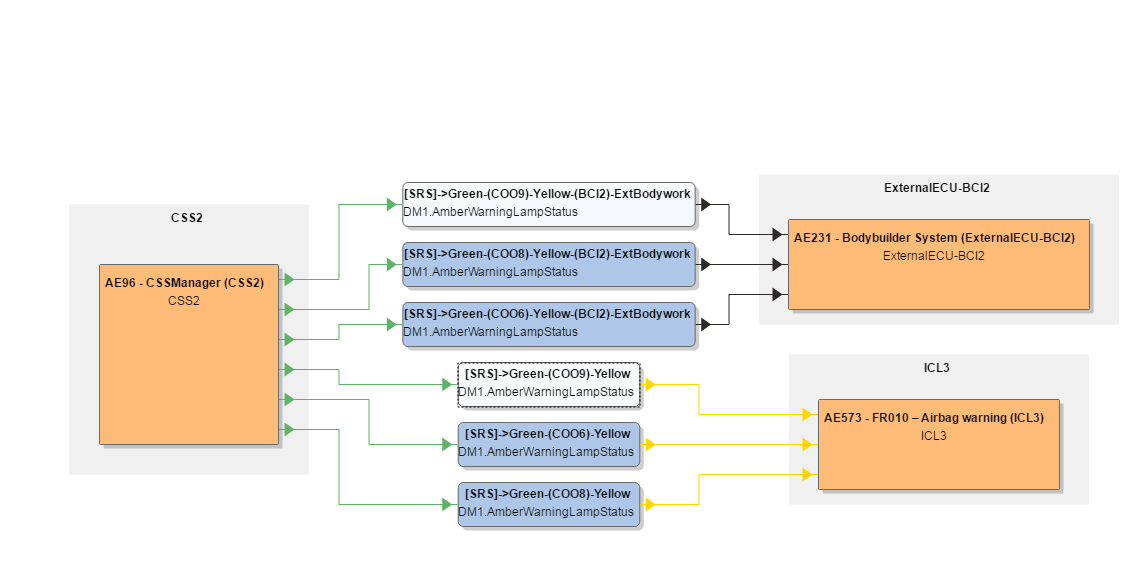 CSS2
AE96 - CSSManager (CSS2)
CSS2
[SRS]->Green-(COO9)-Yellow-(BCI2)-ExtBodywork
DM1.AmberWarningLampStatus
[SRS]->Green-(COO8)-Yellow-(BCI2)-ExtBodywork
DM1.AmberWarningLampStatus
[SRS]->Green-(COO6)-Yellow-(BCI2)-ExtBodywork
DM1.AmberWarningLampStatus
[SRS]->Green-(COO9)-Yellow
DM1.AmberWarningLampStatus
[SRS]->Green-(COO6)-Yellow
DM1.AmberWarningLampStatus
[SRS]->Green-(COO8)-Yellow
DM1.AmberWarningLampStatus
ExternalECU-BCI2
AE231 - Bodybuilder System (ExternalECU-BCI2)
ExternalECU-BCI2
ICL3
AE573 - FR010 – Airbag warning (ICL3)
ICL3